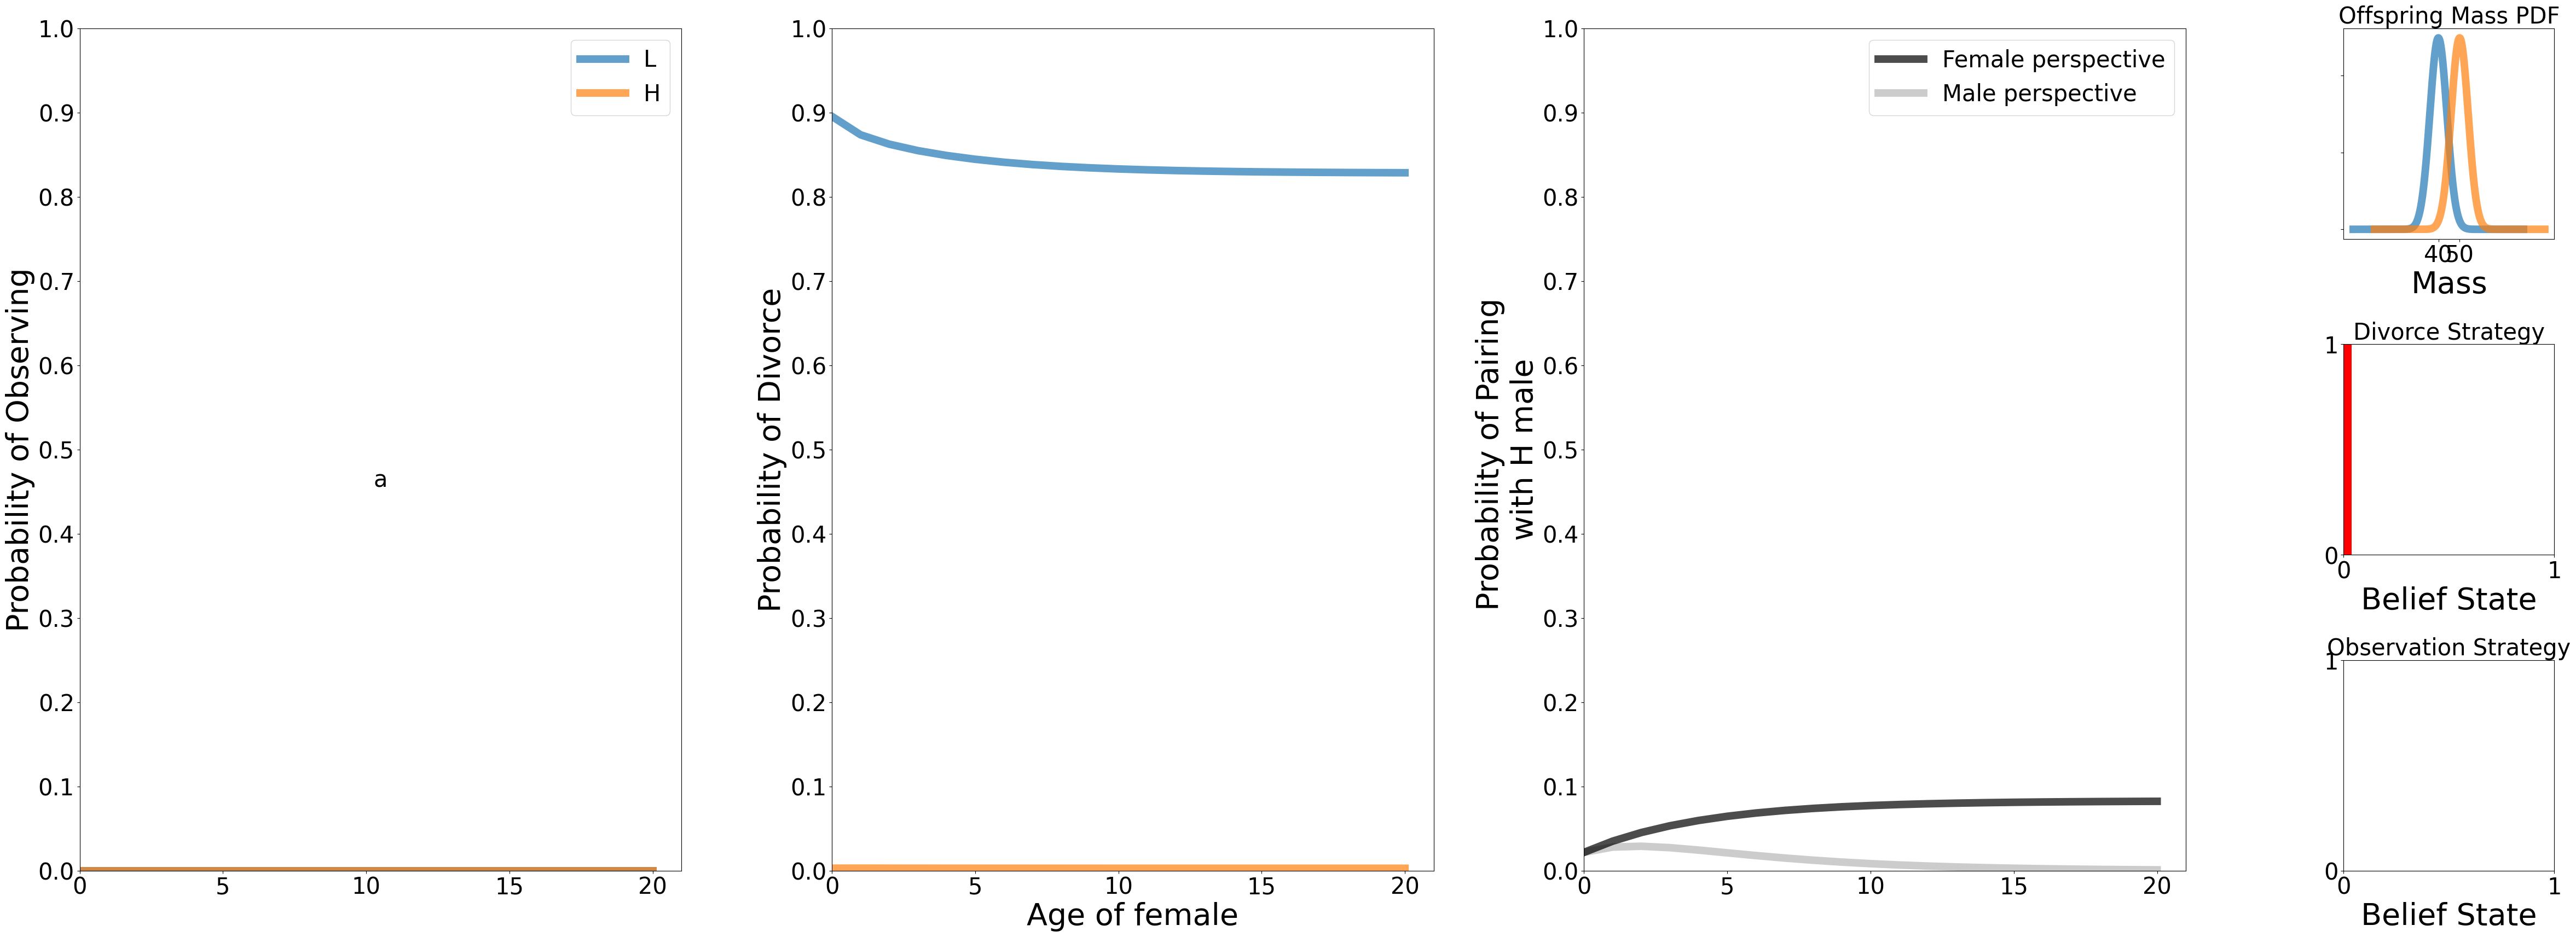 Probability of Observing
1.0
0.9
0.8
0.7
0.6
0.5
0.4
0.3
0.2
0.1
0.0
0 5 10 15 20
L
H
a
Probability of Divorce
1.0
0.9
0.8
0.7
0.6
0.5
0.4
0.3
0.2
0.1
0.0
0 5 10 15 20
Age of female
Probability of Pairing
with H male
1.0
0.9
0.8
0.7
0.6
0.5
0.4
0.3
0.2
0.1
0.0
0 5 10 15 20
Female perspective
Male perspective
Offspring Mass PDF
40 50
Mass
Divorce Strategy
1
0
0 1
Belief State
Observation Strategy
1
0
0 1
Belief State